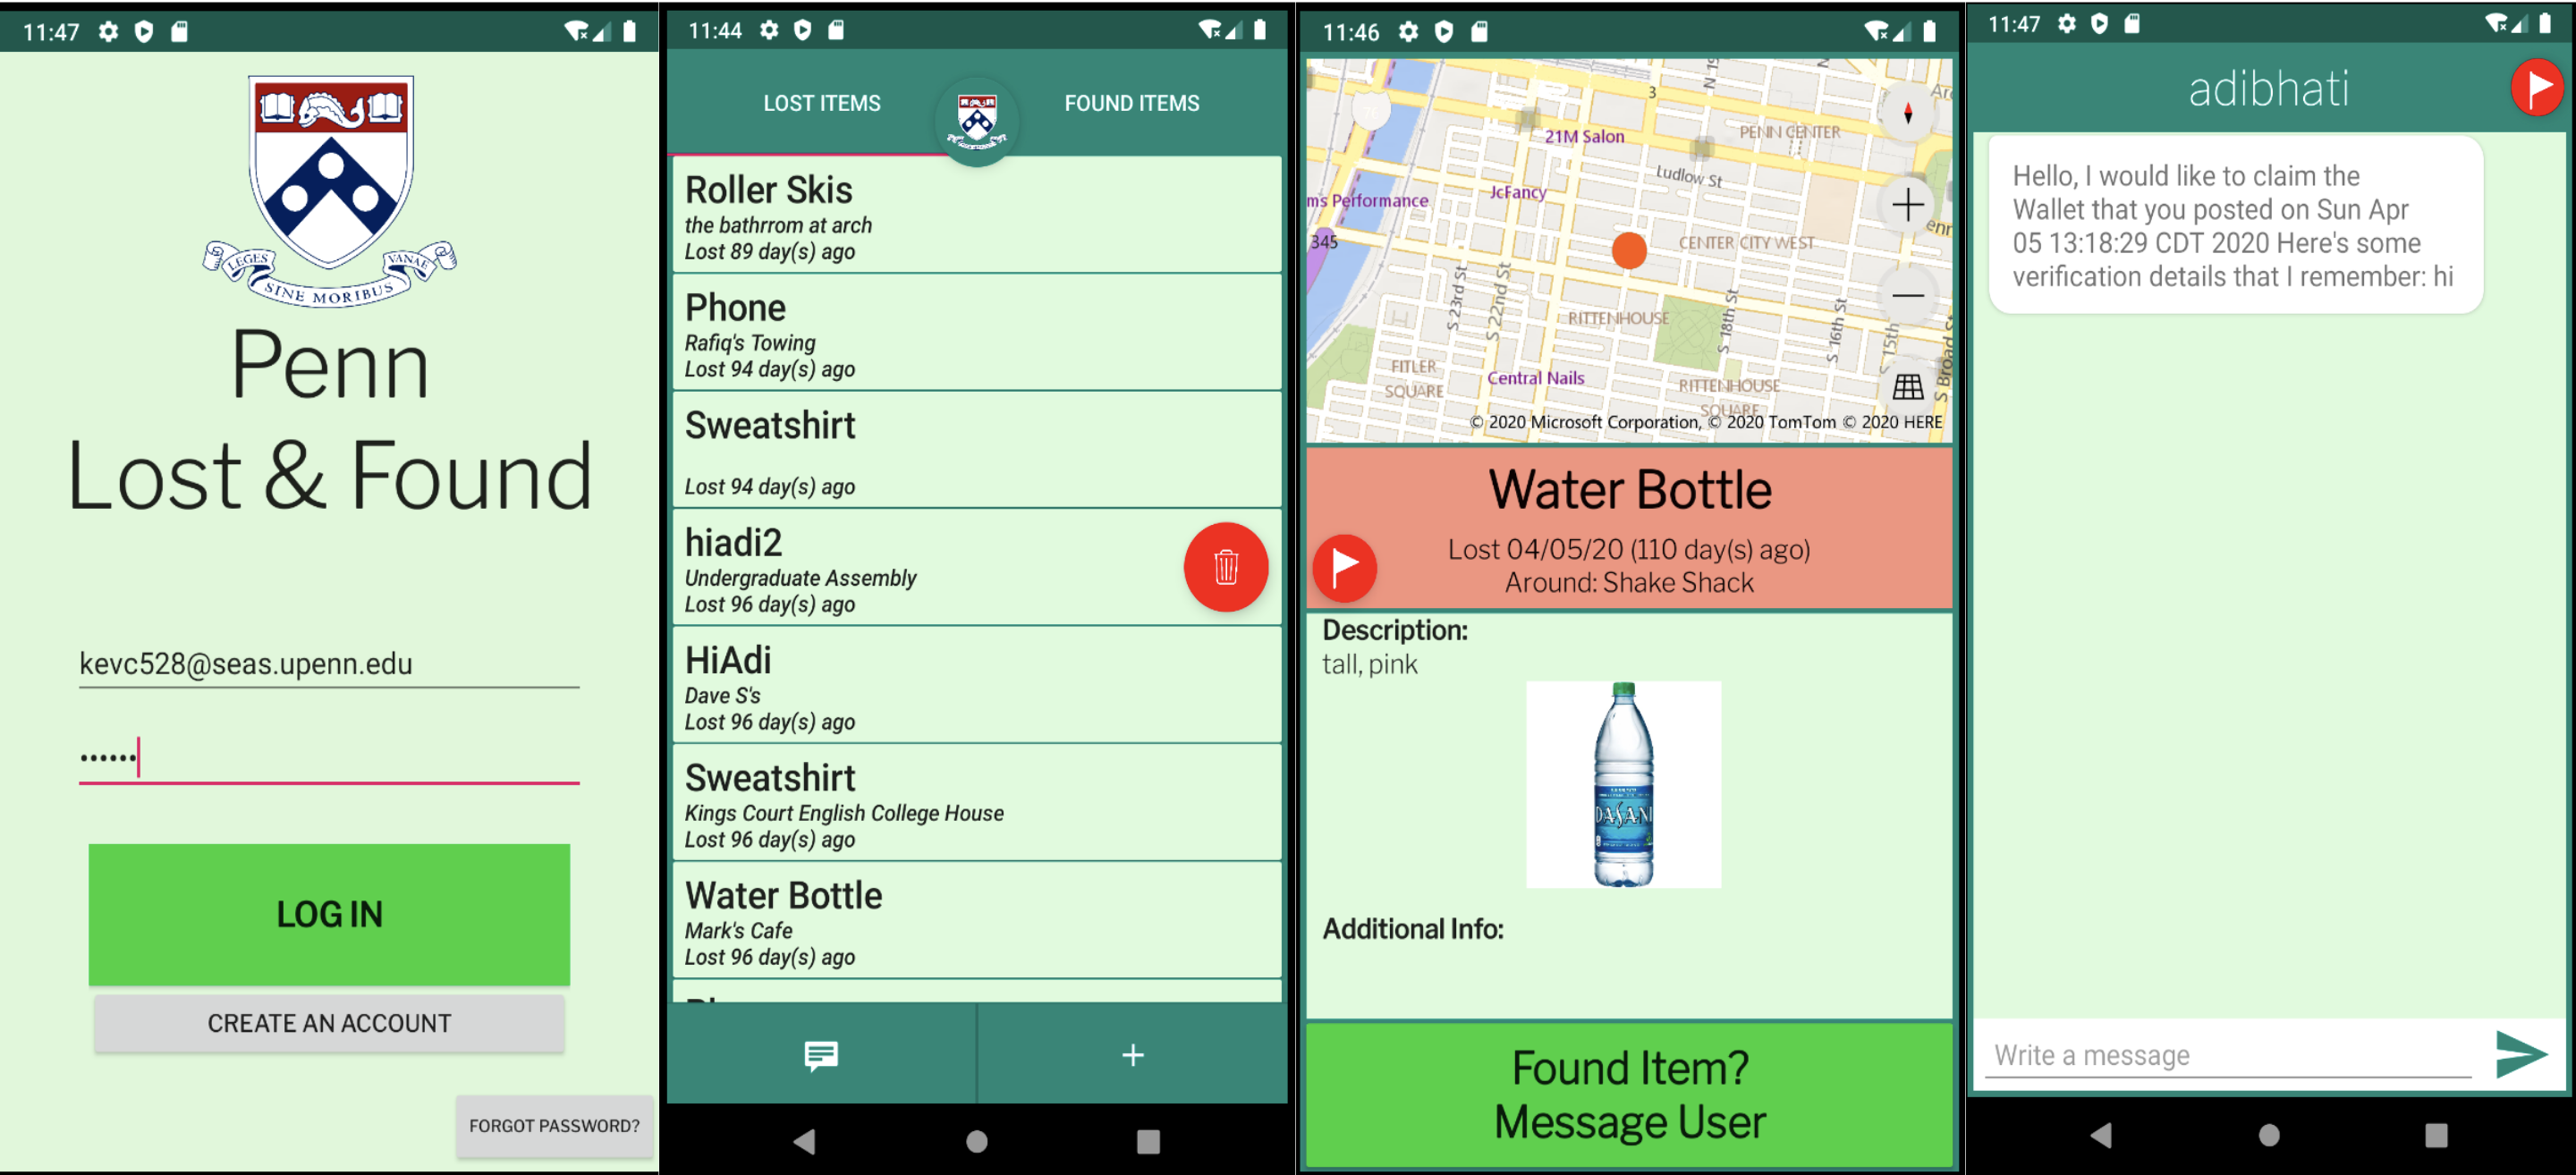 11:47
LEGES
VANAE
SINE MORIBUS
Penn
Lost & Found
kevc528@seas.upenn.edu
••••••
LOG IN
CREATE AN ACCOUNT
FORGOT PASSWORD?
11:44
LOST ITEMS
FOUND ITEMS
Roller Skis
the bathrrom at arch
Lost 89 day(s) ago
Phone
Rafiq's Towing
Lost 94 day(s) ago
Sweatshirt
Lost 94 day(s) ago
hiadi2
Undergraduate Assembly
Lost 96 day(s) ago
HiAdi
Dave S's
Lost 96 day(s) ago
Sweatshirt
Kings Court English College House
Lost 96 day(s) ago
Water Bottle
Mark's Cafe
Lost 96 day(s) ago
11:46
N 19
3
21M Salon
PENN CENTER
Ludlow St
JcFancy
ms Performance
345
CENTER CITY WEST
S 23rd St
S 22nd St
RITTENHOUSE
S 18th St
S 16th St
S 15th
S Broad St
FITLER
SQUARE
Central Nails
RITTENHOUSE
SQUARE
© 2020 Microsoft Corporation, © 2020 TomTom © 2020 HERE
Water Bottle
Lost 04/05/20 (110 day(s) ago)
Around: Shake Shack
Description:
tall, pink
DASANI
Additional Info:
Found Item?
Message User
11:47
adibhati
Hello, I would like to claim the
Wallet that you posted on Sun Apr
05 13:18:29 CDT 2020 Here's some
verification details that I remember: hi
Write a message